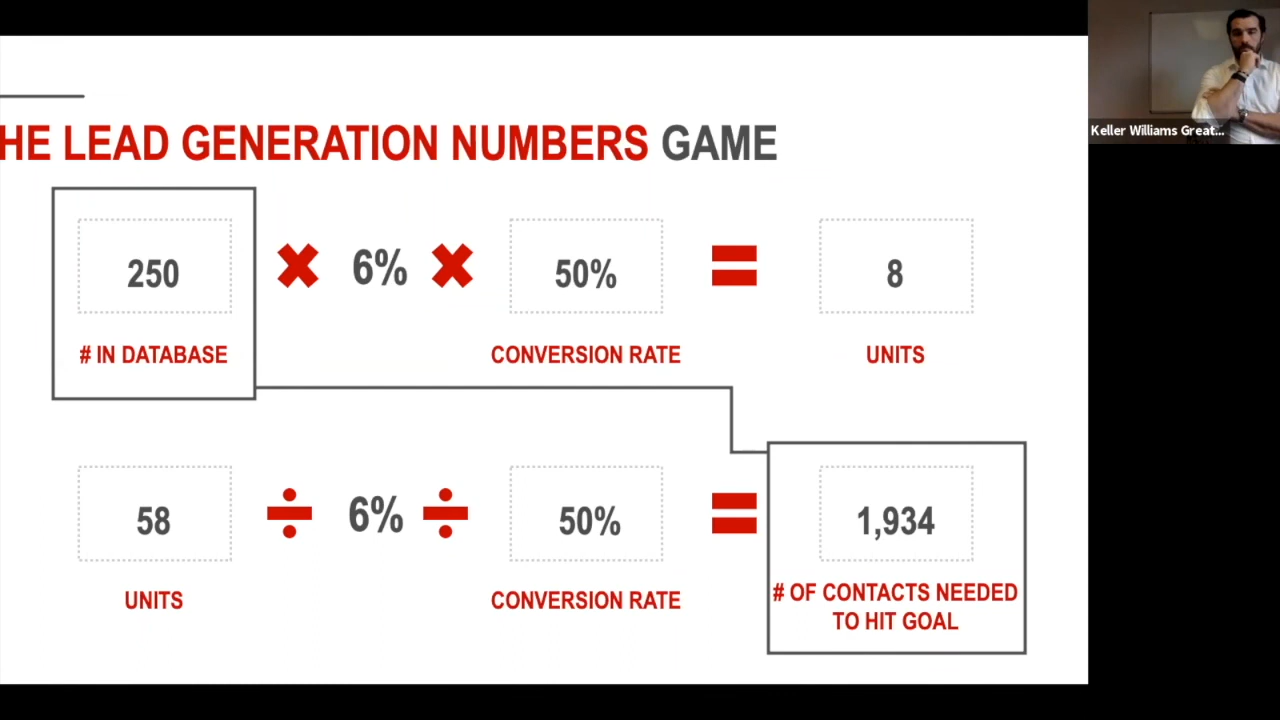 HE LEAD GENERATION NUMBERS GAME
250 ✖ 6% ✖ 50% = 8
# IN DATABASE CONVERSION RATE UNITS
58 ÷ 6% ÷ 50% = 1,934
UNITS CONVERSION RATE # OF CONTACTS NEEDED
TO HIT GOAL
Keller Williams Great...